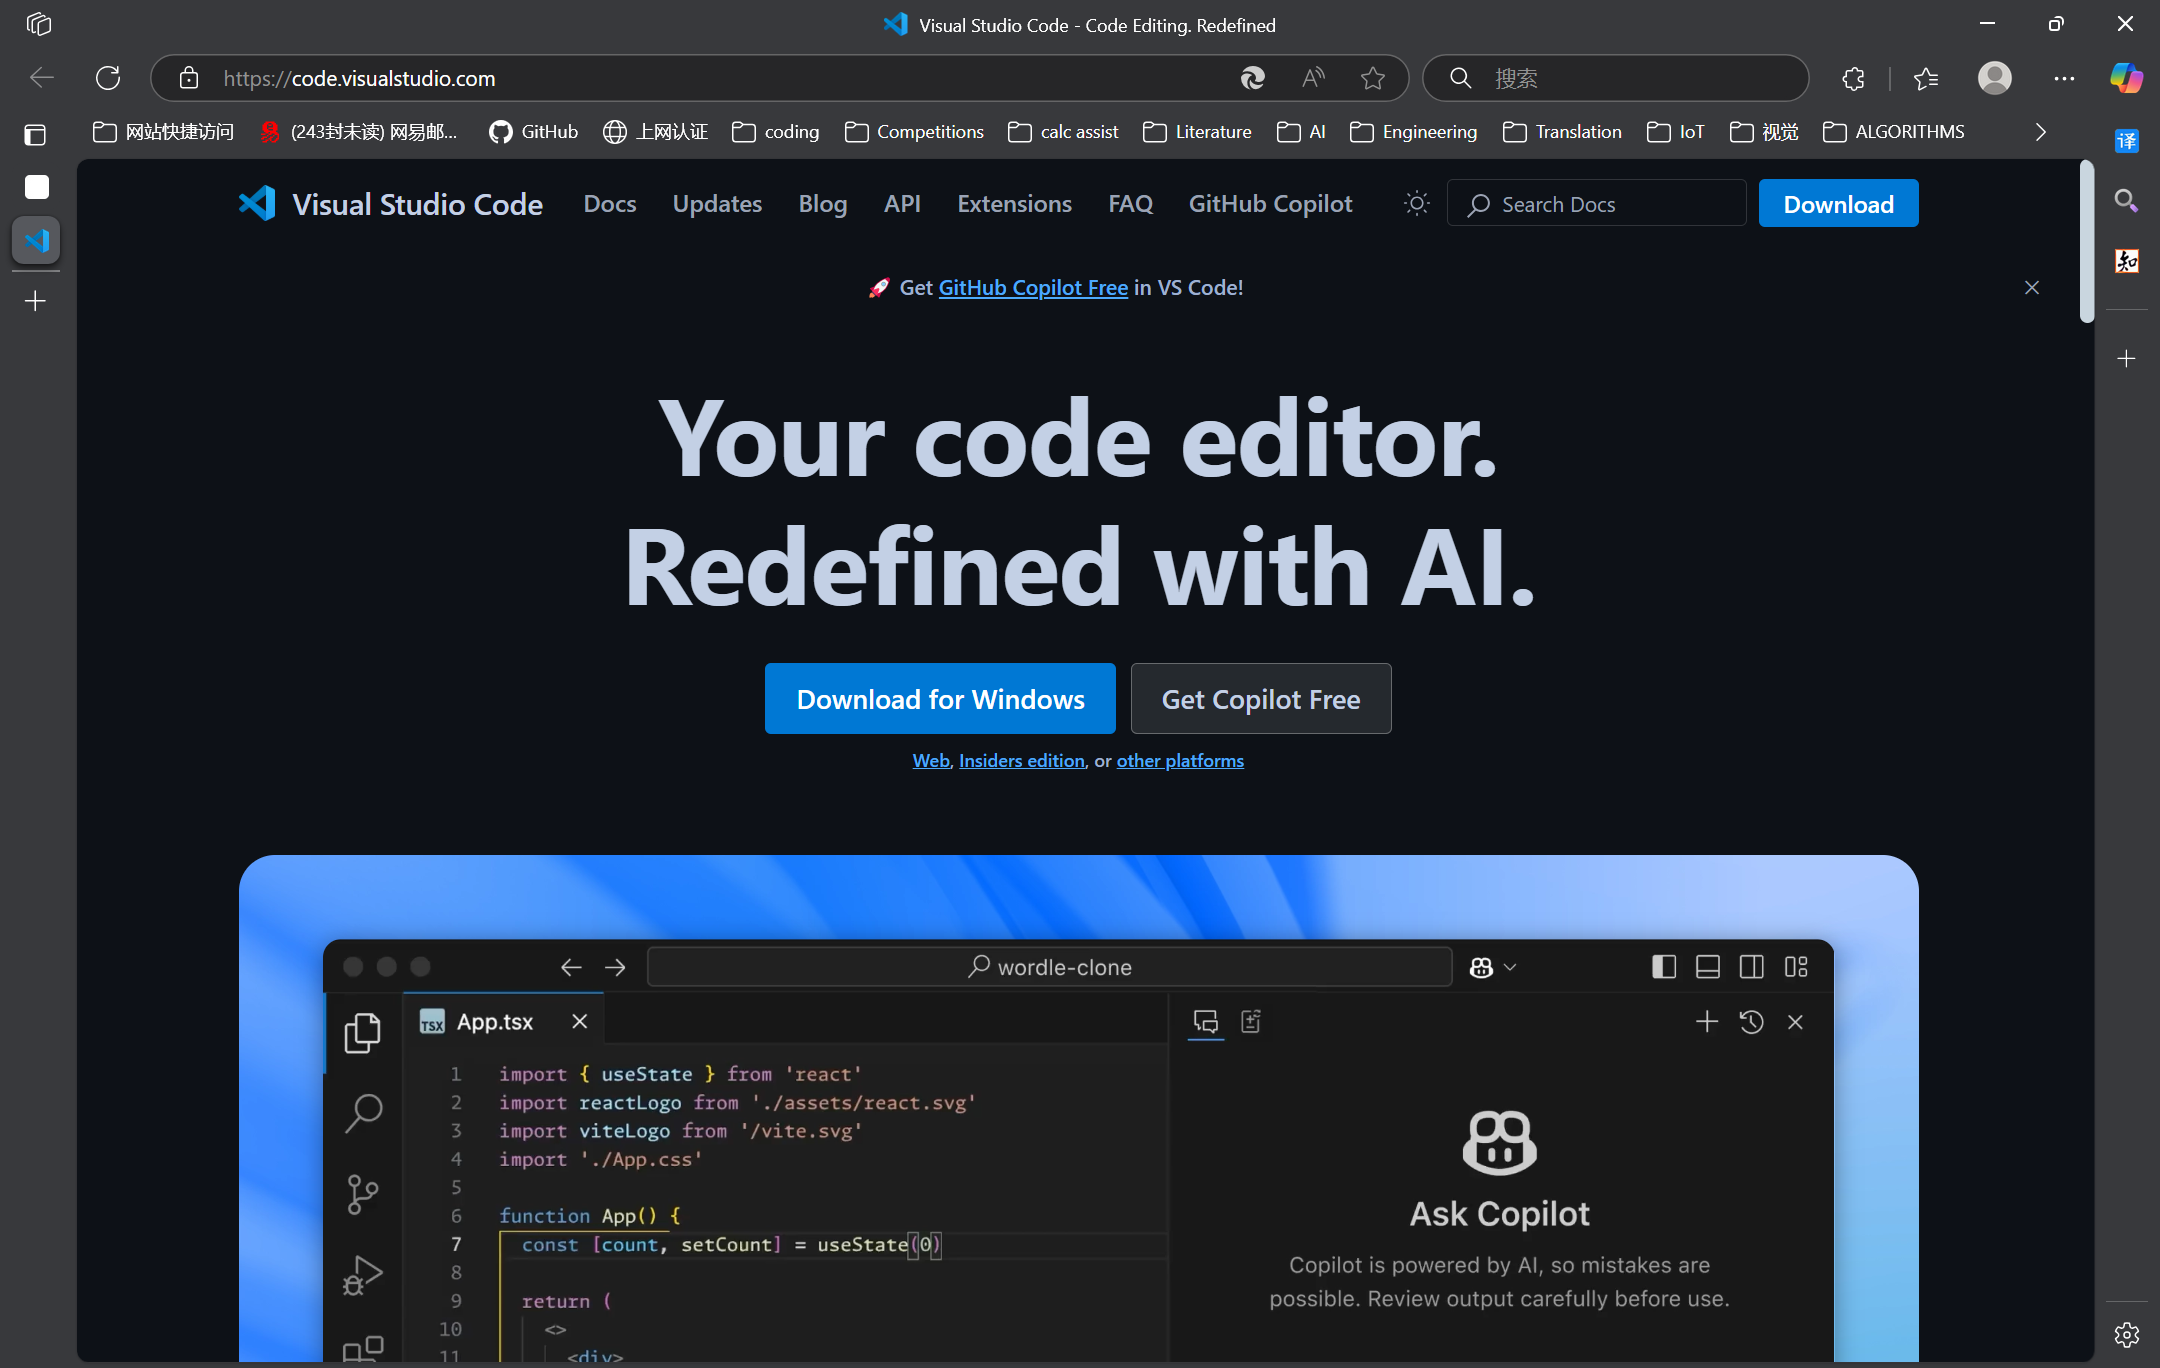 Visual Studio Code - Code Editing. Redefined
https://code.visualstudio.com
搜索
网站快捷访问
(243封未读) 网易邮...
GitHub
上网认证
coding
Competitions
calc assist
Literature
AI
Engineering
Translation
IoT
视觉
ALGORITHMS
译
知
Visual Studio Code
Docs
Updates
Blog
API
Extensions
FAQ
GitHub Copilot
Search Docs
Download
🚀 Get GitHub Copilot Free in VS Code!
Your code editor.
Redefined with AI.
Download for Windows
Get Copilot Free
Web, Insiders edition, or other platforms
wordle-clone
TSX App.tsx
1 import { useState } from 'react'
2 import reactLogo from './assets/react.svg'
3 import viteLogo from '/vite.svg'
4 import './App.css'
5
6 function App() {
7 const [count, setCount] = useState(0)
8
9 return (
10 <>
11 <div>
Ask Copilot
Copilot is powered by AI, so mistakes are
possible. Review output carefully before use.